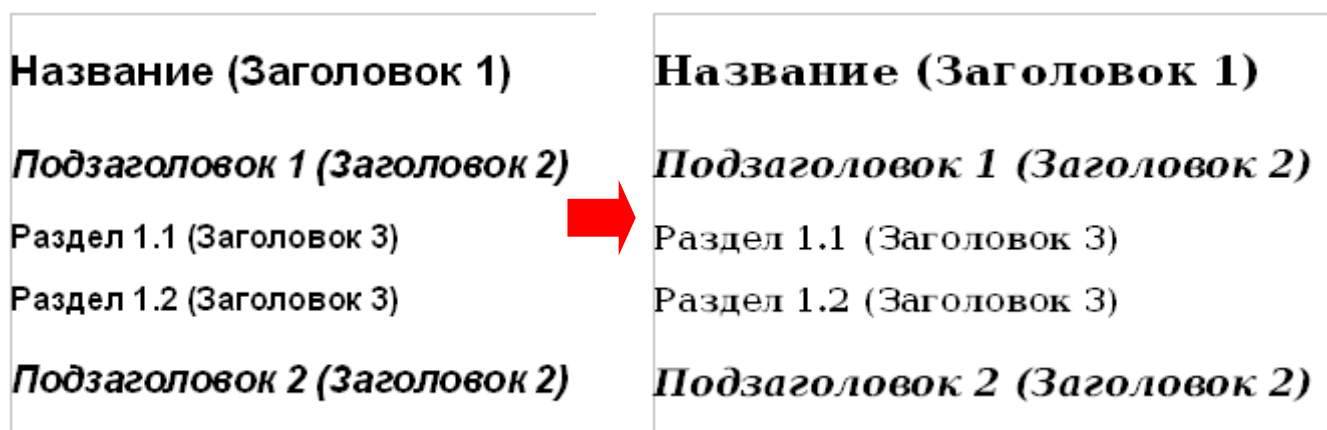 Название (Заголовок 1)
Подзаголовок 1 (Заголовок 2)
Раздел 1.1 (Заголовок 3)
Раздел 1.2 (Заголовок 3)
Подзаголовок 2 (Заголовок 2)
Название (Заголовок 1)
Подзаголовок 1 (Заголовок 2)
Раздел 1.1 (Заголовок 3)
Раздел 1.2 (Заголовок 3)
Подзаголовок 2 (Заголовок 2)